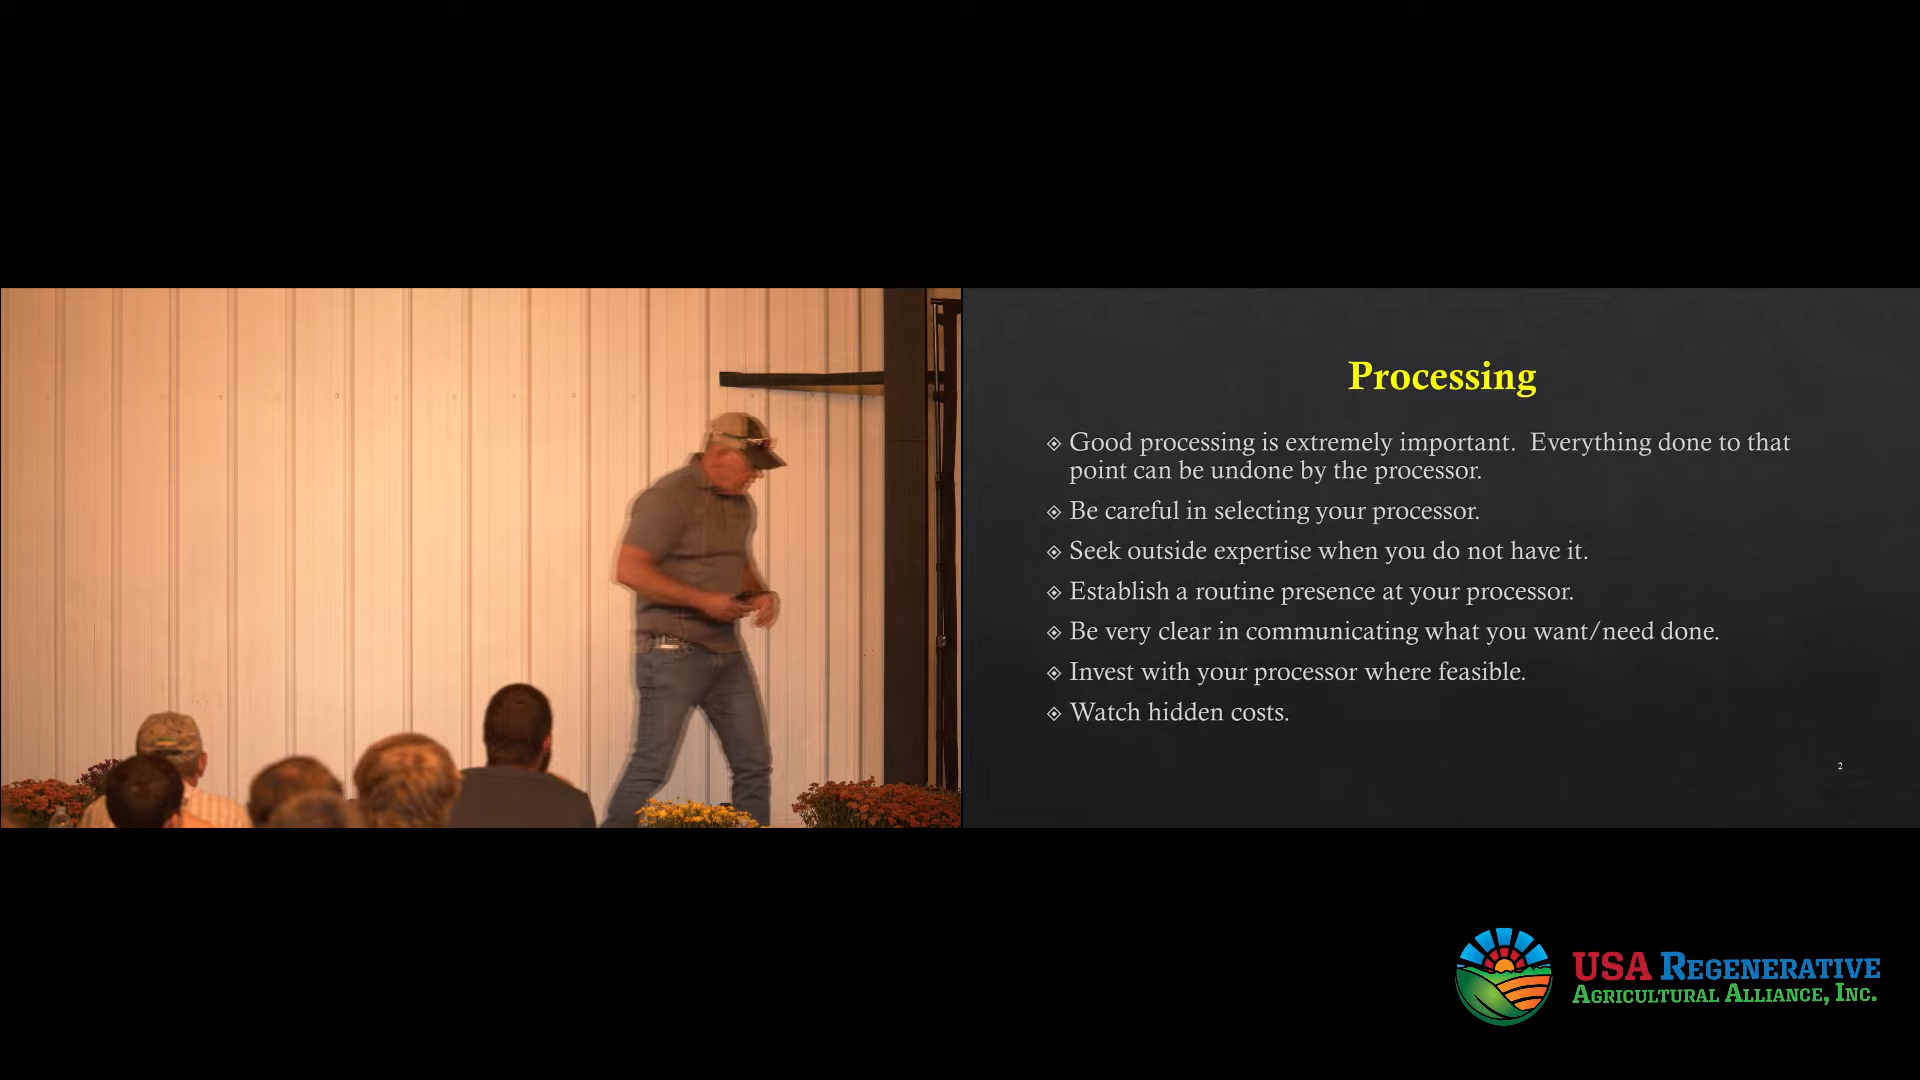 Processing
Good processing is extremely important.  Everything done to that
point can be undone by the processor.
Be careful in selecting your processor.
Seek outside expertise when you do not have it.
Establish a routine presence at your processor.
Be very clear in communicating what you want/need done.
Invest with your processor where feasible.
Watch hidden costs.
2
USA REGENERATIVE
AGRICULTURAL ALLIANCE, INC.